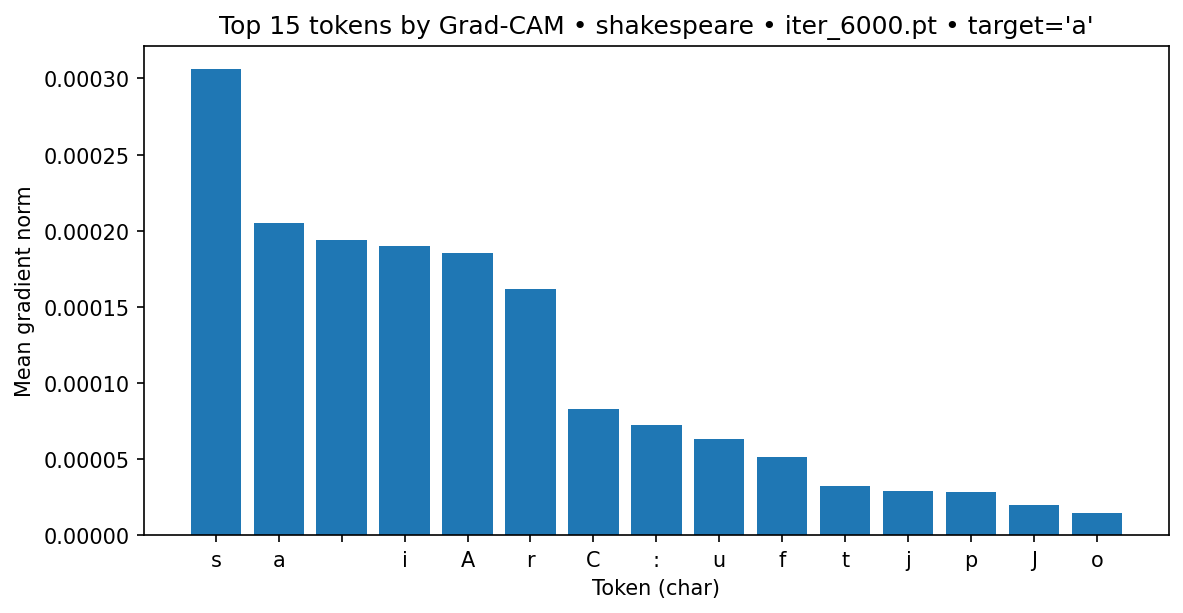 Top 15 tokens by Grad-CAM • shakespeare • iter_6000.pt • target='a'
Mean gradient norm
0.00030
0.00025
0.00020
0.00015
0.00010
0.00005
0.00000
s a i A r C : u f t j p J o
Token (char)